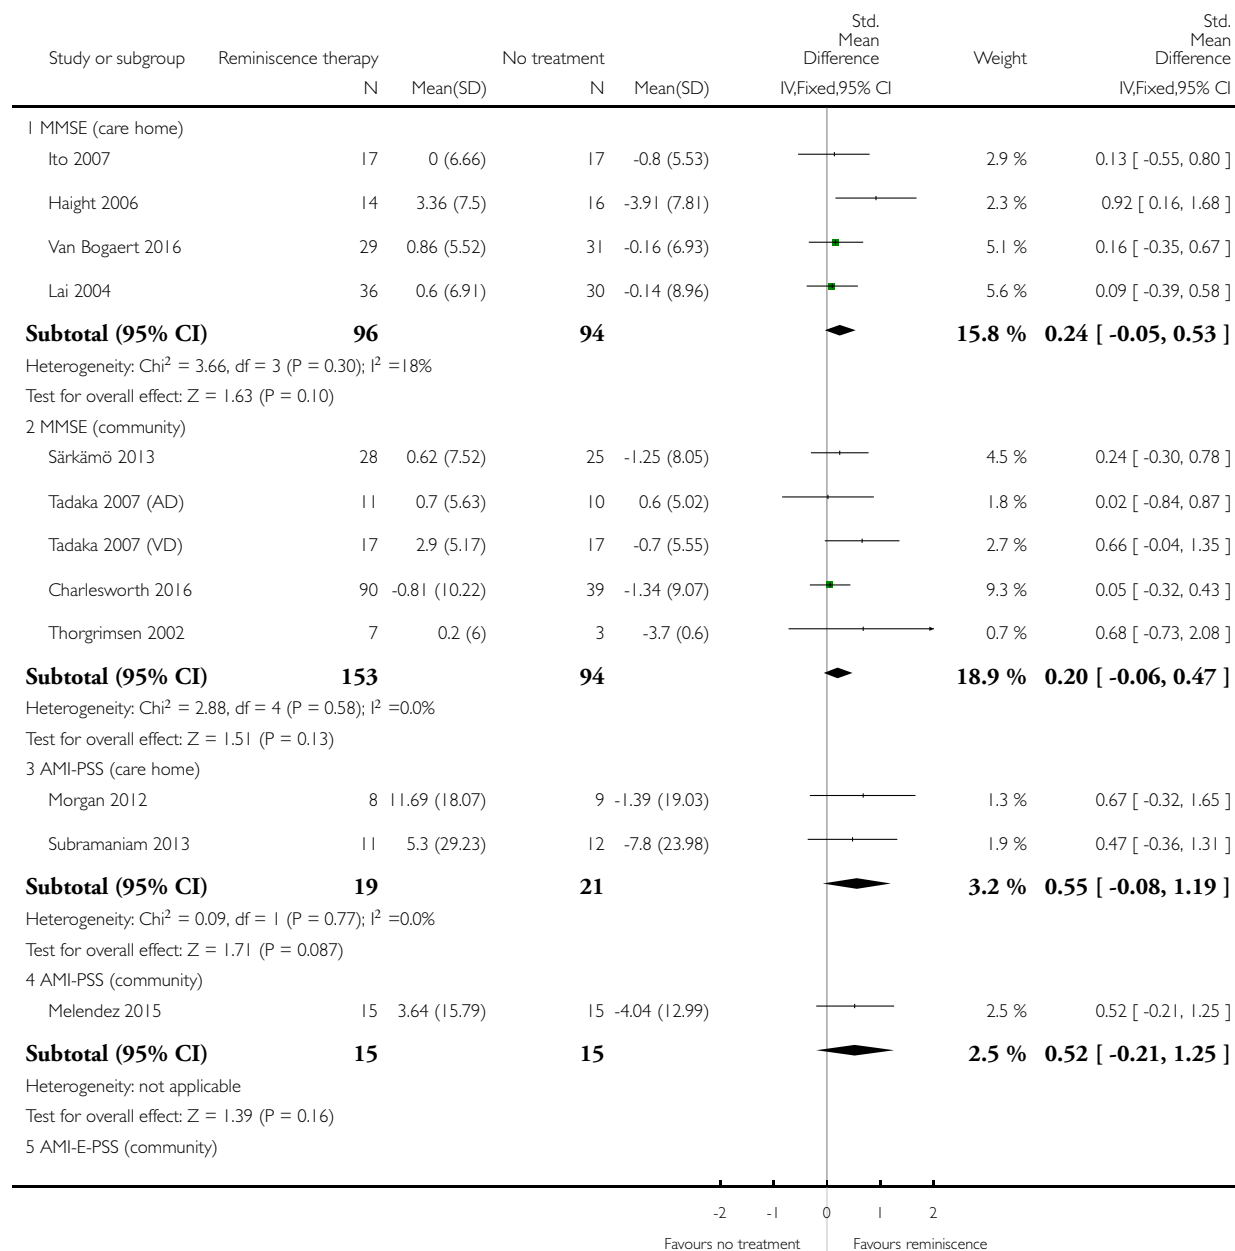 Std. Mean Difference Std. Mean Difference
Study or subgroup Reminiscence therapy No treatment Weight
N Mean(SD) N Mean(SD) IV,Fixed,95% CI IV,Fixed,95% CI
1 MMSE (care home)
Ito 2007 17 0 (6.66) 17 -0.8 (5.53) 2.9 % 0.13 [ -0.55, 0.80 ]
Haight 2006 14 3.36 (7.5) 16 -3.91 (7.81) 2.3 % 0.92 [ 0.16, 1.68 ]
Van Bogaert 2016 29 0.86 (5.52) 31 -0.16 (6.93) 5.1 % 0.16 [ -0.35, 0.67 ]
Lai 2004 36 0.6 (6.91) 30 -0.14 (8.96) 5.6 % 0.09 [ -0.39, 0.58 ]
Subtotal (95% CI) 96 94 15.8 % 0.24 [ -0.05, 0.53 ]
Heterogeneity: Chi² = 3.66, df = 3 (P = 0.30); I² =18%
Test for overall effect: Z = 1.63 (P = 0.10)
2 MMSE (community)
Särkämö 2013 28 0.62 (7.52) 25 -1.25 (8.05) 4.5 % 0.24 [ -0.30, 0.78 ]
Tadaka 2007 (AD) 11 0.7 (5.63) 10 0.6 (5.02) 1.8 % 0.02 [ -0.84, 0.87 ]
Tadaka 2007 (VD) 17 2.9 (5.17) 17 -0.7 (5.55) 2.7 % 0.66 [ -0.04, 1.35 ]
Charlesworth 2016 90 -0.81 (10.22) 39 -1.34 (9.07) 9.3 % 0.05 [ -0.32, 0.43 ]
Thorgrimsen 2002 7 0.2 (6) 3 -3.7 (0.6) 0.7 % 0.68 [ -0.73, 2.08 ]
Subtotal (95% CI) 153 94 18.9 % 0.20 [ -0.06, 0.47 ]
Heterogeneity: Chi² = 2.88, df = 4 (P = 0.58); I² =0.0%
Test for overall effect: Z = 1.51 (P = 0.13)
3 AMI-PSS (care home)
Morgan 2012 8 11.69 (18.07) 9 -1.39 (19.03) 1.3 % 0.67 [ -0.32, 1.65 ]
Subramaniam 2013 11 5.3 (29.23) 12 -7.8 (23.98) 1.9 % 0.47 [ -0.36, 1.31 ]
Subtotal (95% CI) 19 21 3.2 % 0.55 [ -0.08, 1.19 ]
Heterogeneity: Chi² = 0.09, df = 1 (P = 0.77); I² =0.0%
Test for overall effect: Z = 1.71 (P = 0.087)
4 AMI-PSS (community)
Melendez 2015 15 3.64 (15.79) 15 -4.04 (12.99) 2.5 % 0.52 [ -0.21, 1.25 ]
Subtotal (95% CI) 15 15 2.5 % 0.52 [ -0.21, 1.25 ]
Heterogeneity: not applicable
Test for overall effect: Z = 1.39 (P = 0.16)
5 AMI-E-PSS (community)
-2 -1 0 1 2
Favours no treatment Favours reminiscence